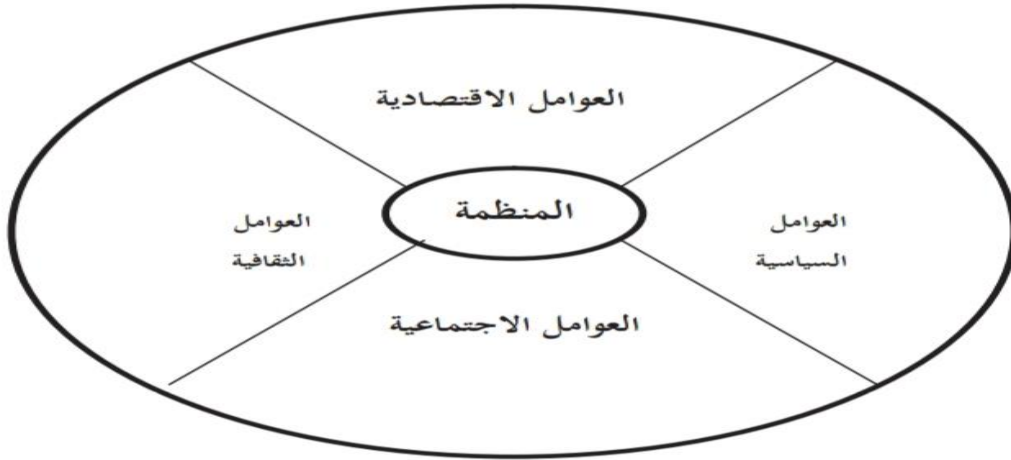 العوامل الاقتصادية
المنظمة
العوامل
السياسية
العوامل
الثقافية
العوامل الاجتماعية